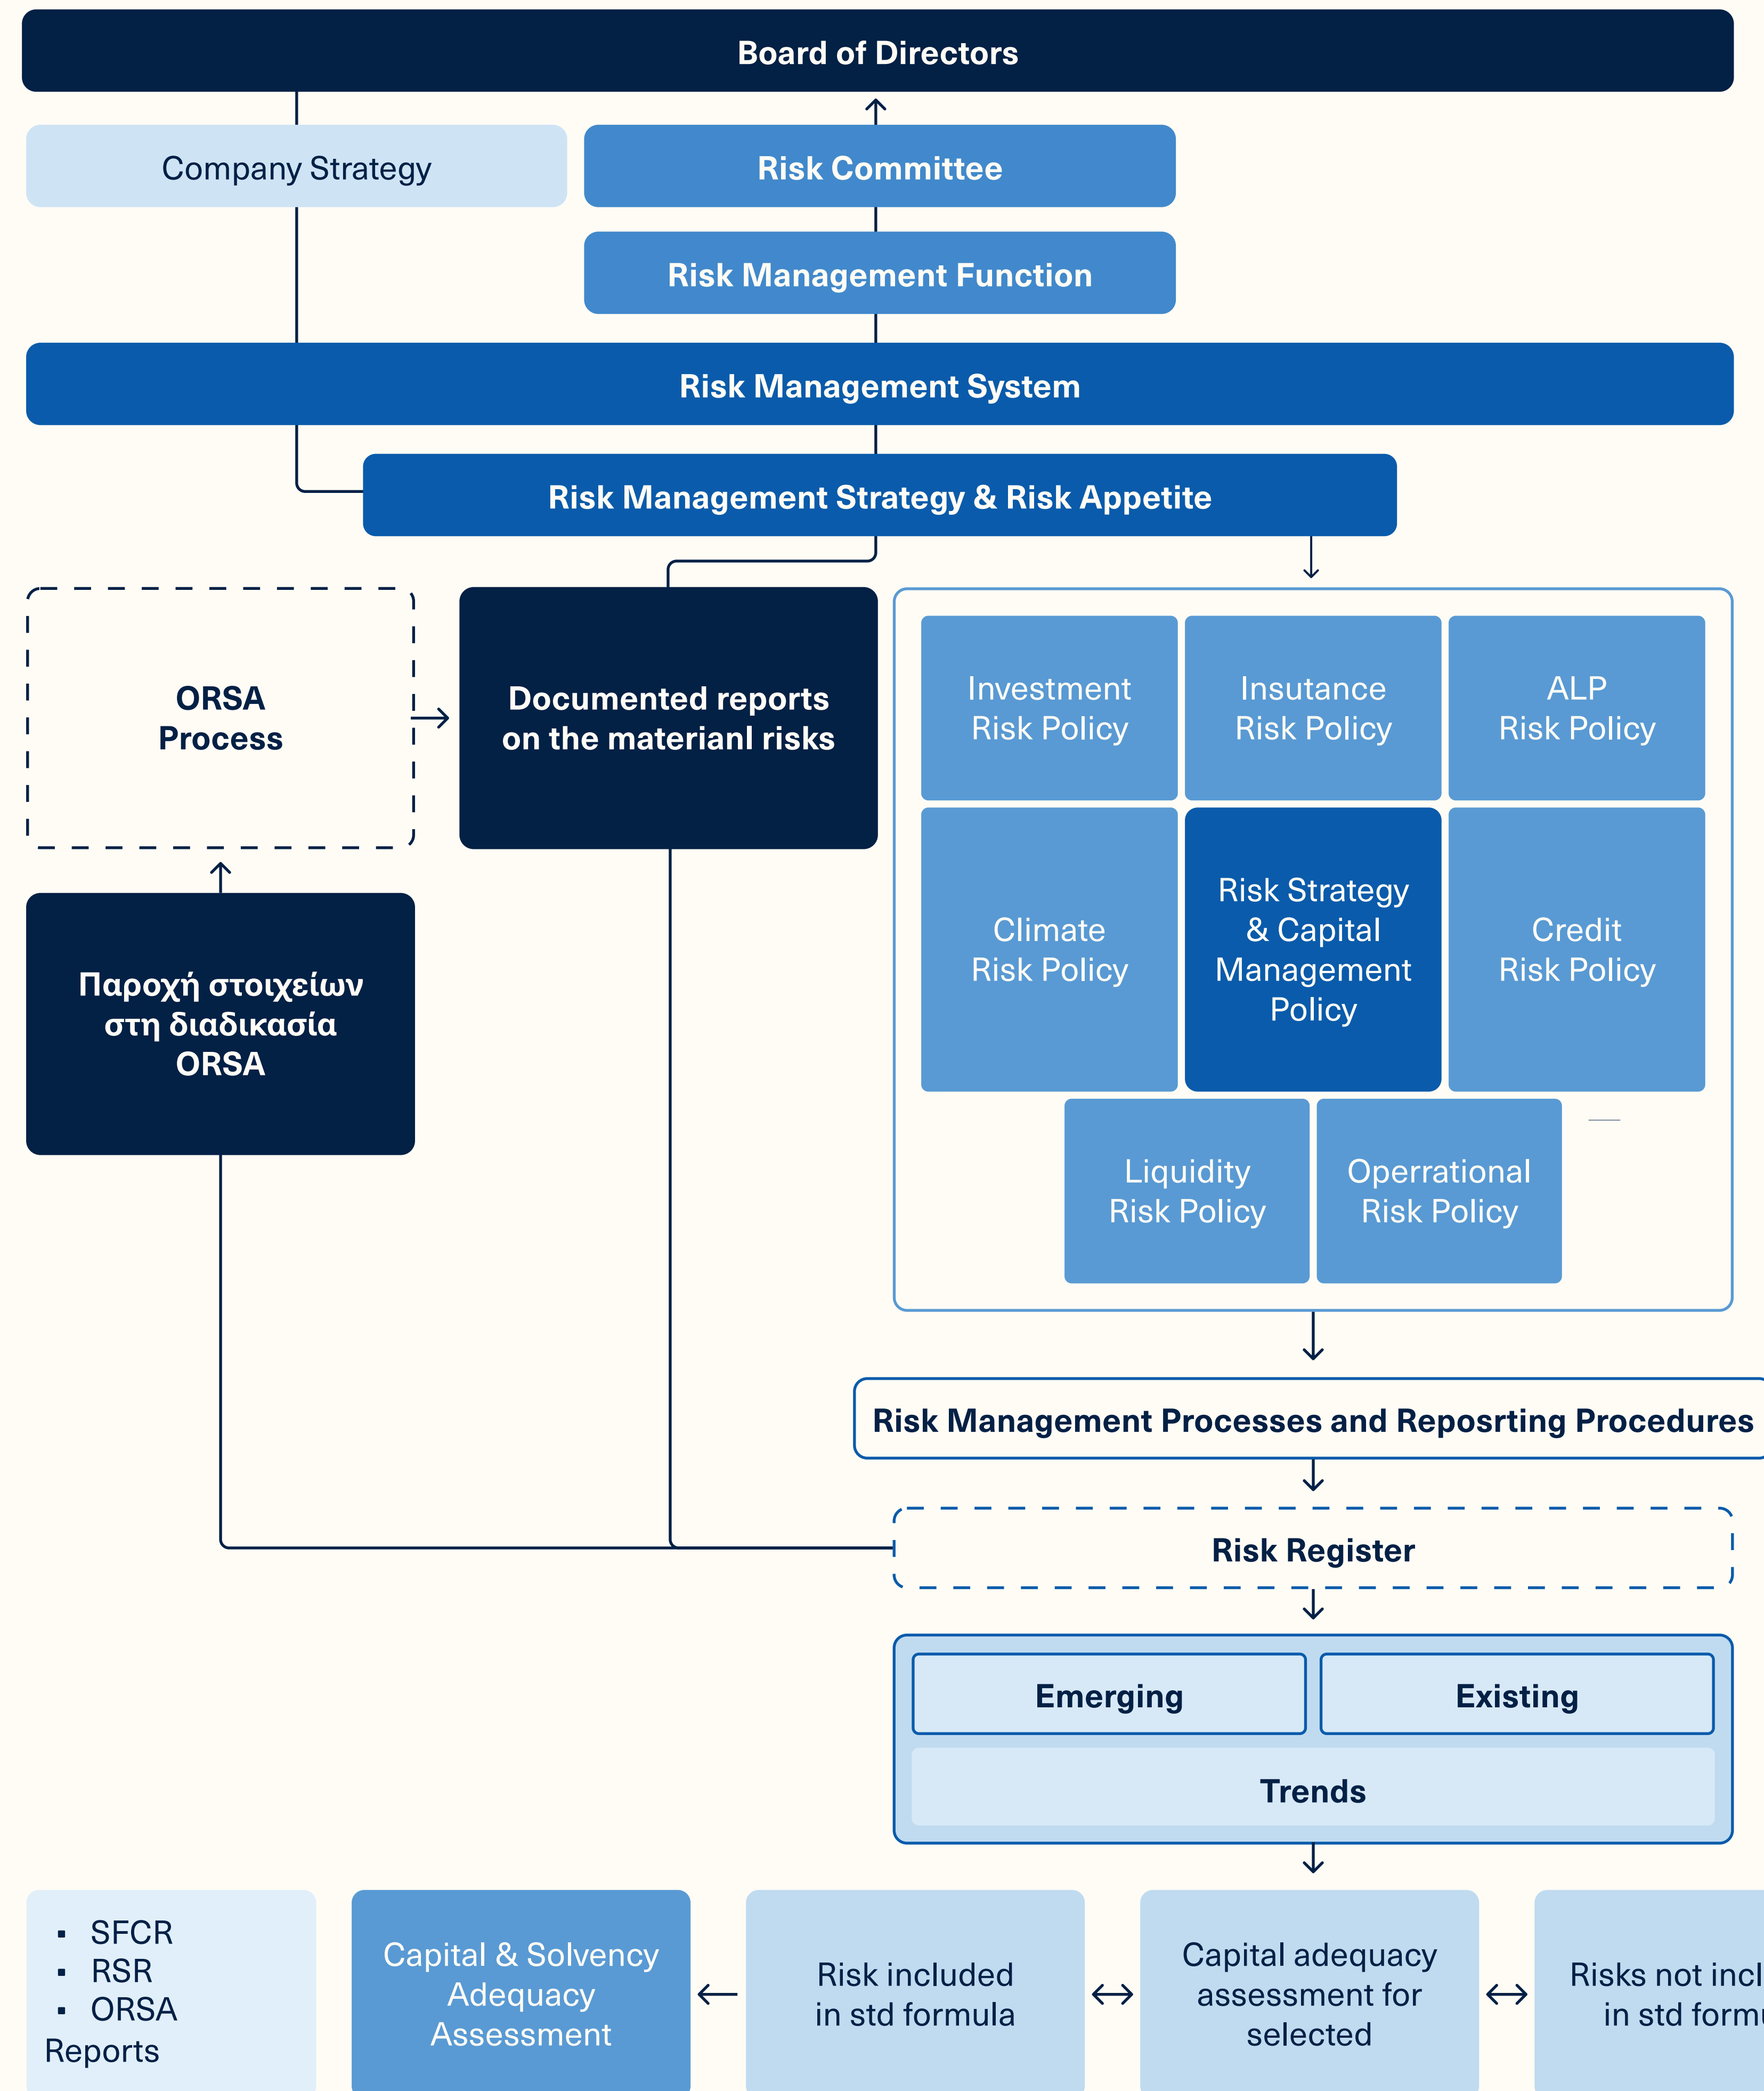 Board of Directors
Company Strategy
Risk Committee
Risk Management Function
Risk Management System
Risk Management Strategy & Risk Appetite
ORSA
Process
Documented reports
on the materianl risks
Investment
Risk Policy
Insutance
Risk Policy
ALP
Risk Policy
Climate
Risk Policy
Risk Strategy
& Capital
Management
Policy
Credit
Risk Policy
Παροχή στοιχείων
στη διαδικασία
ORSA
Liquidity
Risk Policy
Operrational
Risk Policy
Risk Management Processes and Reposrting Procedures
Risk Register
Emerging
Existing
Trends
▪ SFCR
▪ RSR
▪ ORSA
Reports
Capital & Solvency
Adequacy
Assessment
Risk included
in std formula
Capital adequacy
assessment for
selected
Risks not
in std